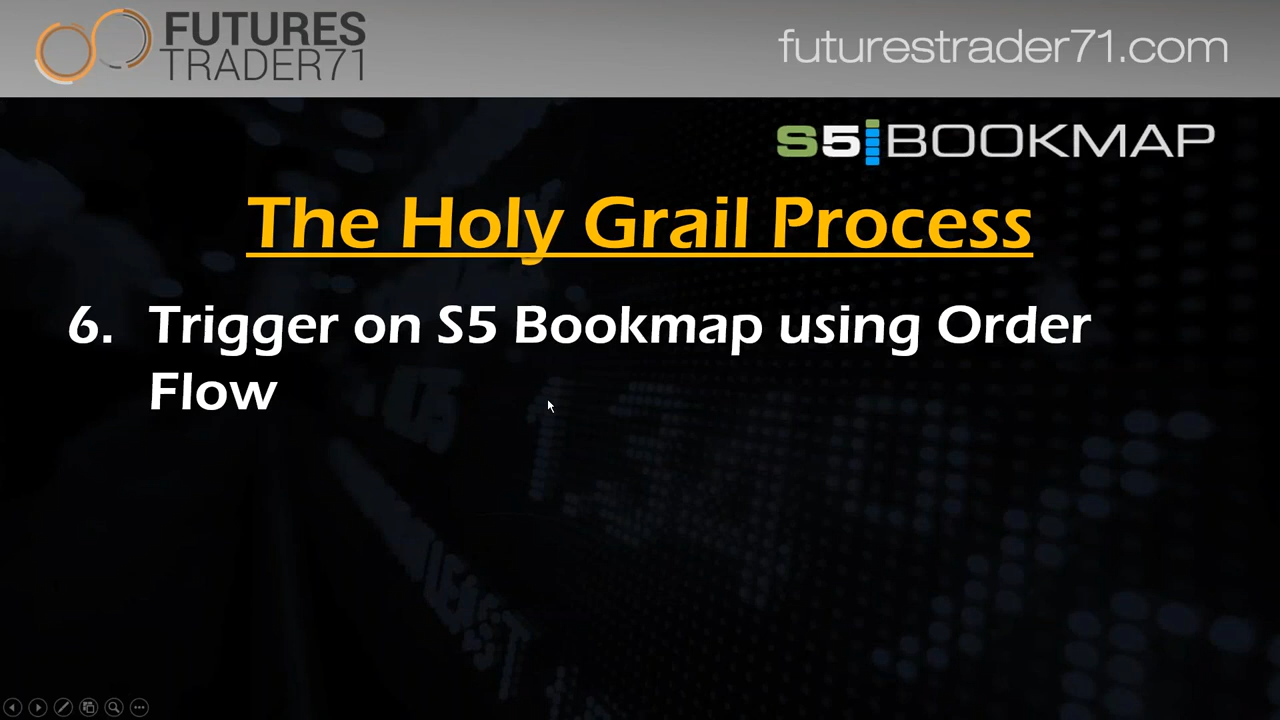 FUTURES
TRADER71
futurestrader71.com
S5 BOOKMAP
The Holy Grail Process
6. Trigger on S5 Bookmap using Order
Flow